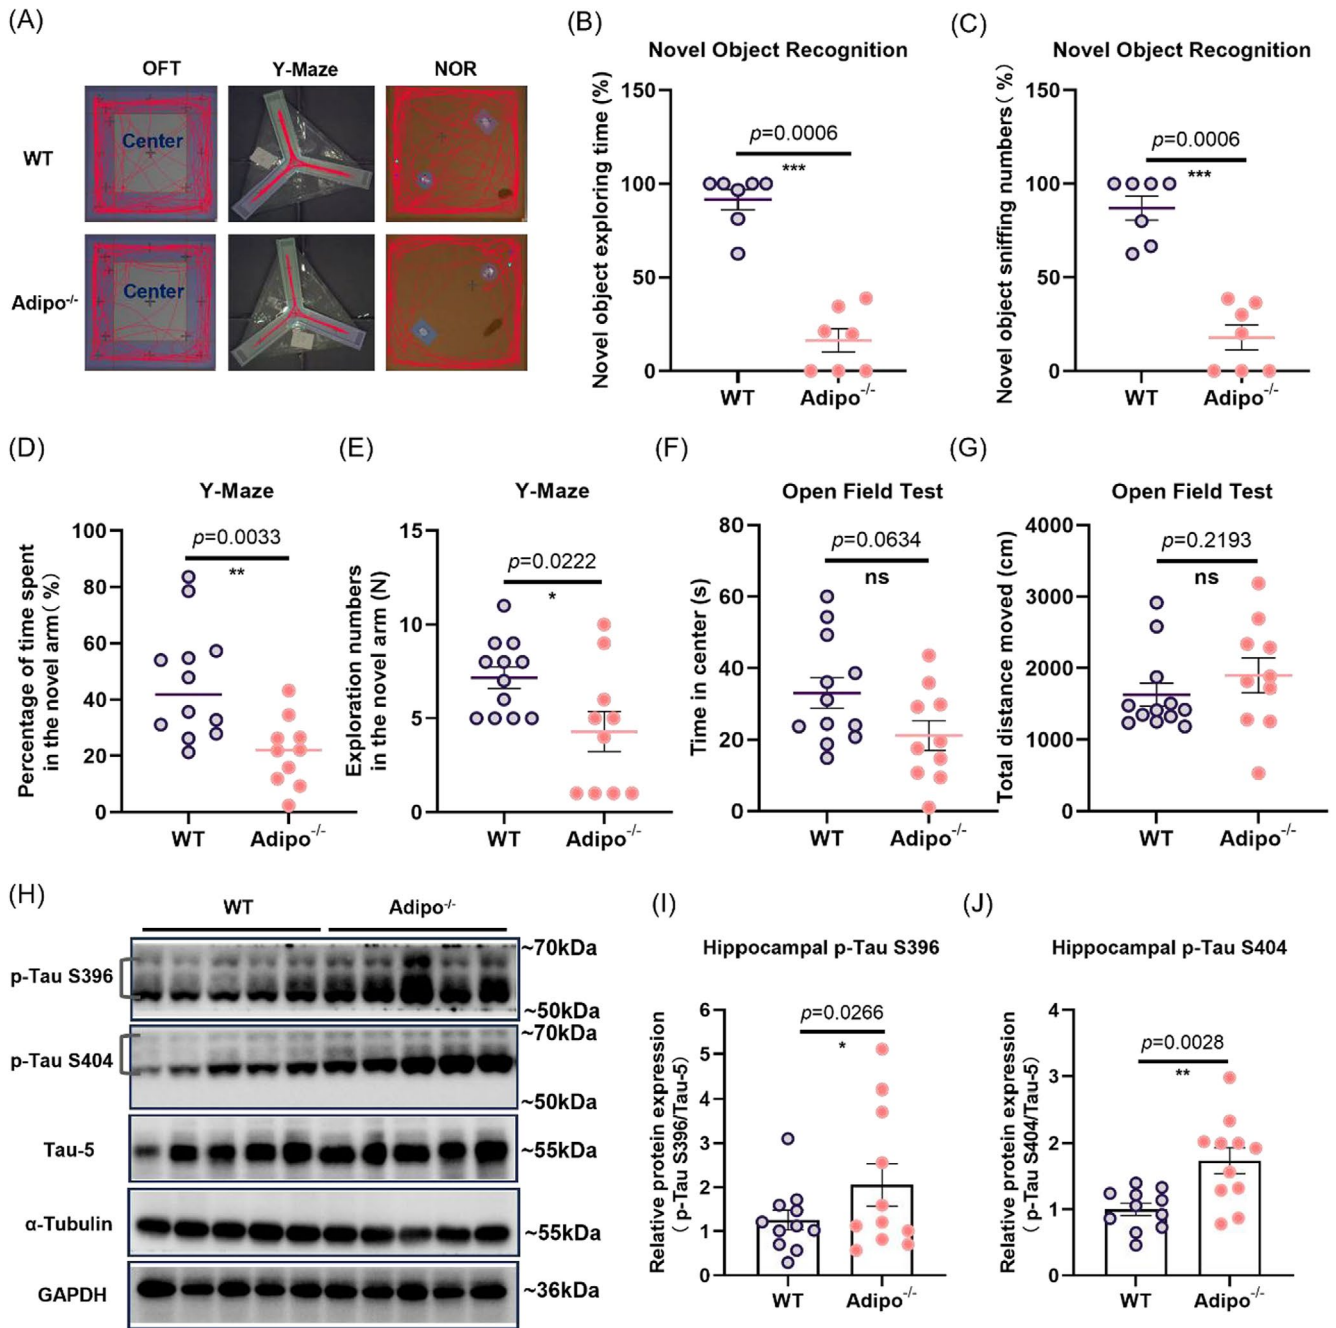 (A)
OFT Y-Maze NOR
WT
Center
Adipo-/-
Center
(B)
Novel Object Recognition
Novel object exploring time (%)
150
100
50
0
p=0.0006
***
WT Adipo-/-
(C)
Novel Object Recognition
Novel object sniffing numbers( %)
150
100
50
0
p=0.0006
***
WT Adipo-/-
(D)
Y-Maze
Percentage of time spent
in the novel arm( %)
100
80
60
40
20
0
p=0.0033
**
WT Adipo-/-
(E)
Y-Maze
Exploration numbers
in the novel arm (N)
15
10
5
0
p=0.0222
*
WT Adipo-/-
(F)
Open Field Test
Time in center (s)
80
60
40
20
0
p=0.0634
ns
WT Adipo-/-
(G)
Open Field Test
Total distance moved (cm)
4000
3000
2000
1000
0
p=0.2193
ns
WT Adipo-/-
(H)
WT Adipo-/-
p-Tau S396
~70kDa
~50kDa
p-Tau S404
~70kDa
~50kDa
Tau-5
~55kDa
α-Tubulin
~55kDa
GAPDH
~36kDa
(I)
Hippocampal p-Tau S396
Relative protein expression
( p-Tau S396/Tau-5)
6
5
4
3
2
1
0
p=0.0266
*
WT Adipo-/-
(J)
Hippocampal p-Tau S404
Relative protein expression
( p-Tau S404/Tau-5)
4
3
2
1
0
p=0.0028
**
WT Adipo-/-